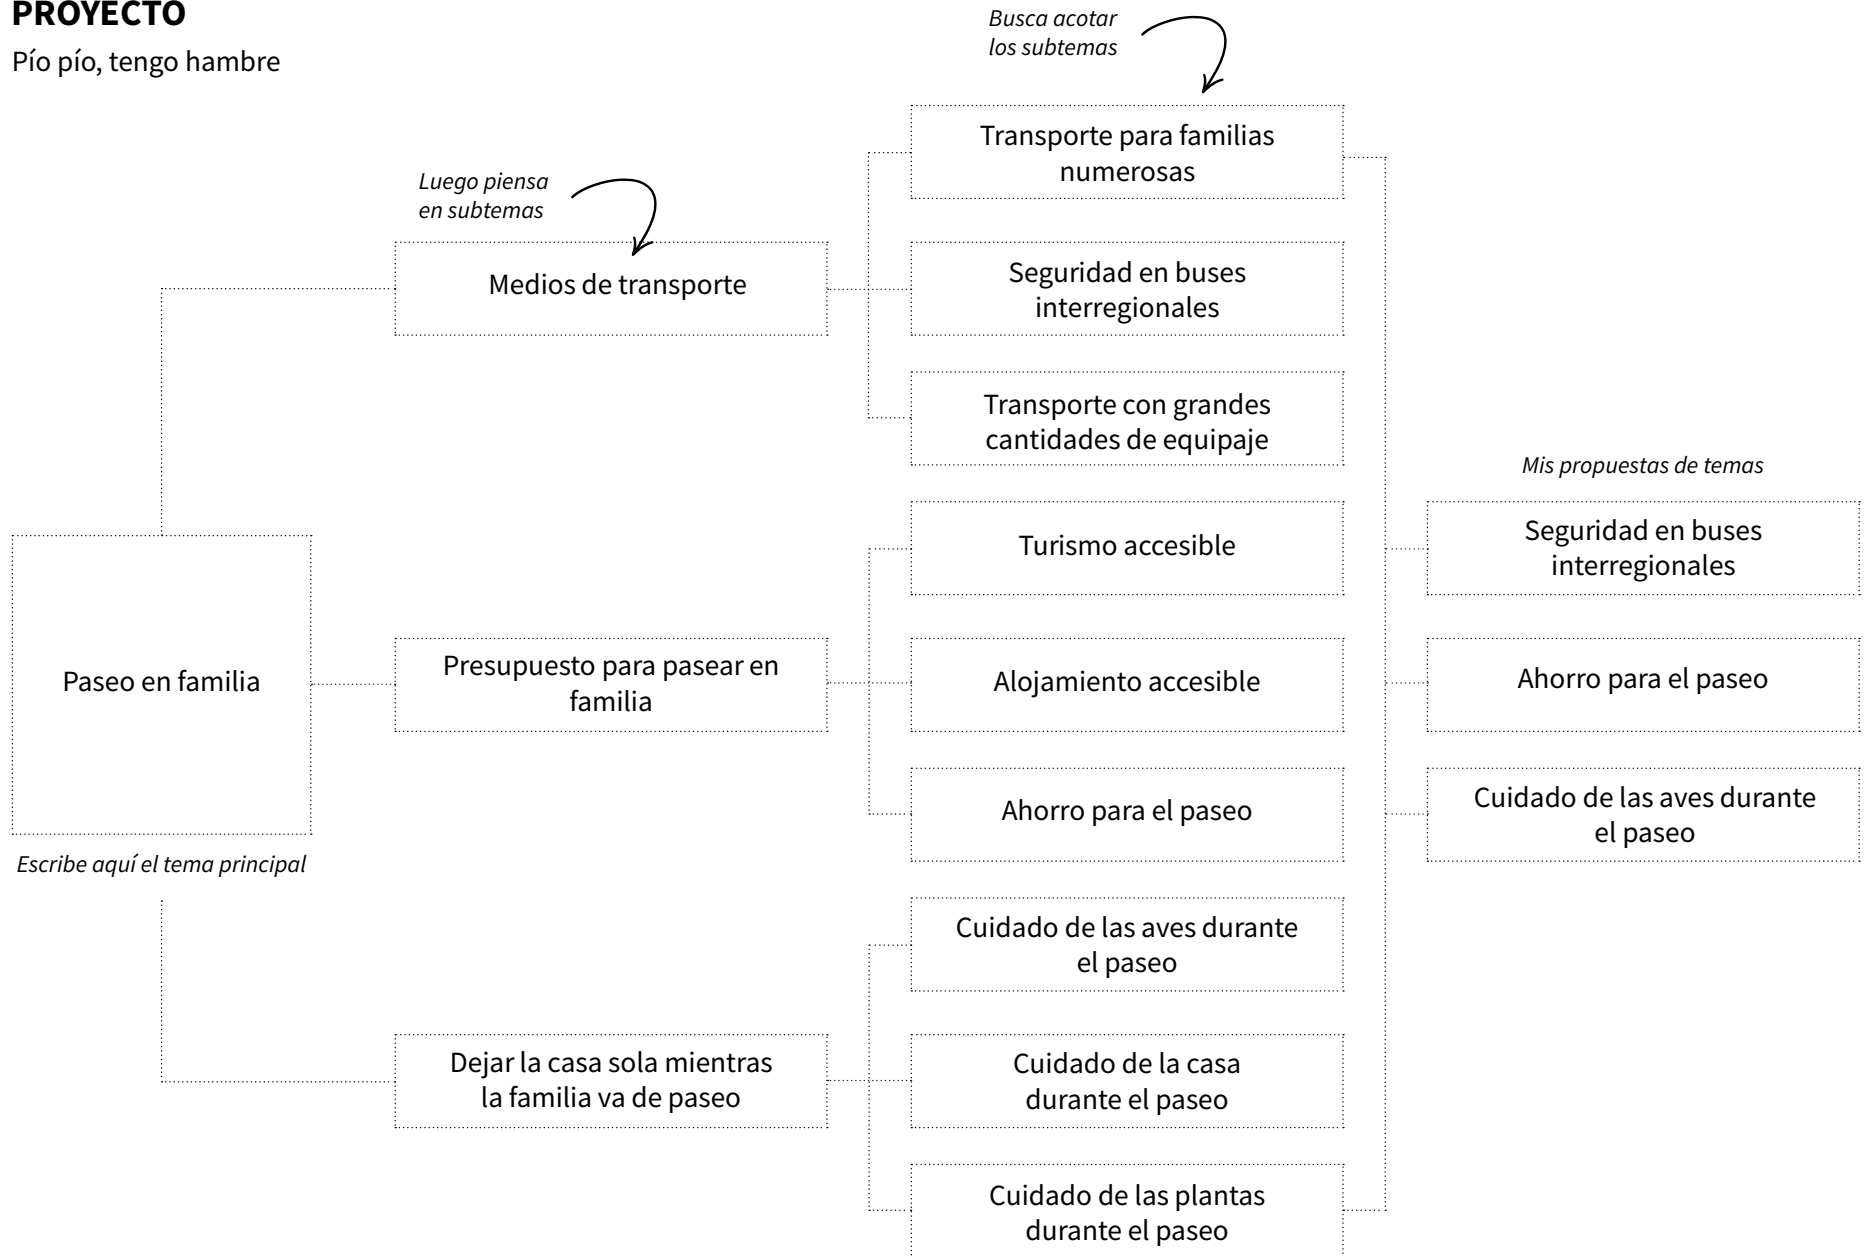 PROYECTO
Pío pío, tengo hambre
Busca acotar
los subtemas
Luego piensa
en subtemas
Transporte para familias
numerosas
Medios de transporte
Seguridad en buses
interregionales
Transporte con grandes
cantidades de equipaje
Mis propuestas de temas
Turismo accesible
Seguridad en buses
interregionales
Paseo en familia
Presupuesto para pasear en
familia
Alojamiento accesible
Ahorro para el paseo
Ahorro para el paseo
Cuidado de las aves durante
el paseo
Escribe aquí el tema principal
Cuidado de las aves durante
el paseo
Dejar la casa sola mientras
la familia va de paseo
Cuidado de la casa
durante el paseo
Cuidado de las plantas
durante el paseo